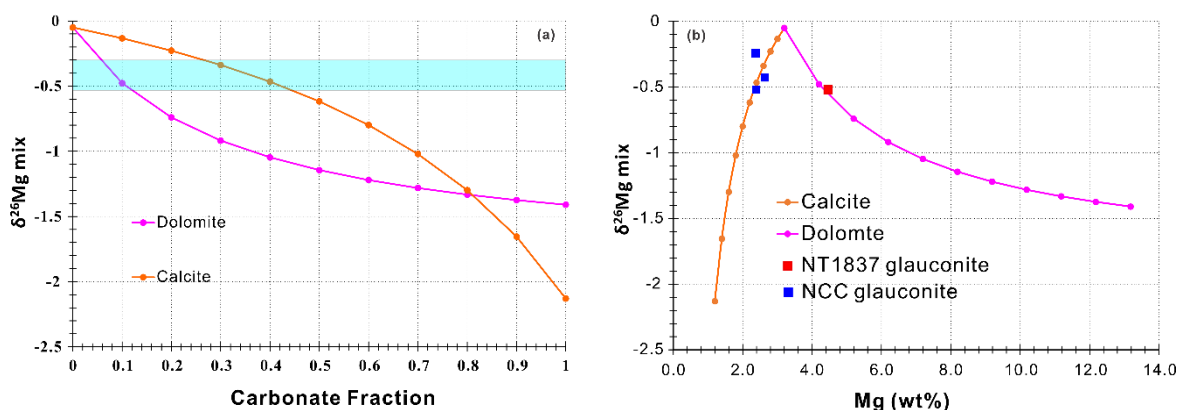 (a)
0
-0.5
-1
-1.5
-2
-2.5
δ²⁶Mg mix
Dolomite
Calcite
0 0.1 0.2 0.3 0.4 0.5 0.6 0.7 0.8 0.9 1
Carbonate Fraction
(b)
0
-0.5
-1
-1.5
-2
-2.5
δ²⁶Mg mix
Calcite
Dolomte
NT1837 glauconite
NCC glauconite
0.0 2.0 4.0 6.0 8.0 10.0 12.0 14.0
Mg (wt%)